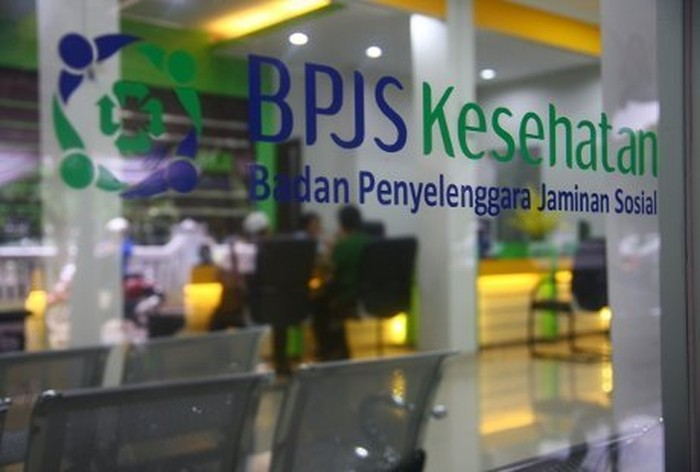 BPJS Kesehatan
Badan Penyelenggara Jaminan Sosial